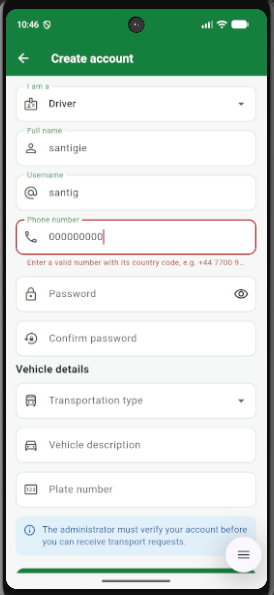 10:46
Create account
I am a
Driver
Full name
santigie
Username
santig
Phone number
000000000
Enter a valid number with its country code, e.g. +44 7700 9...
Password
Confirm password
Vehicle details
Transportation type
Vehicle description
123
Plate number
The administrator must verify your account before
you can receive transport requests.